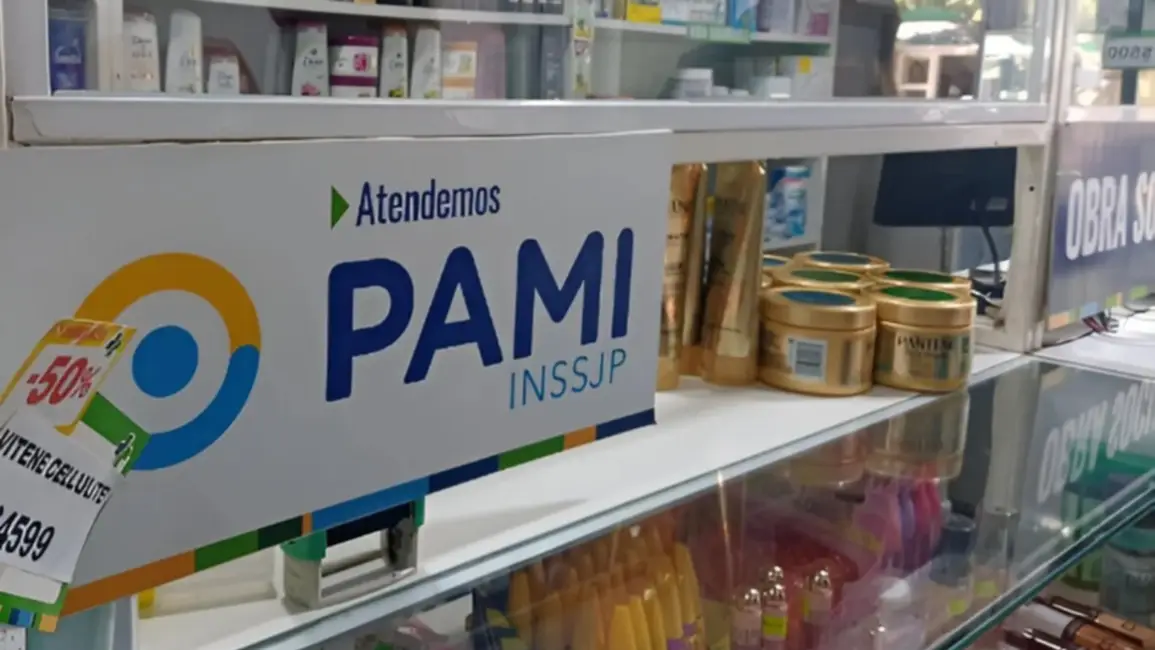 Atendemos
PAMI
INSSJP
-50%
VITENE CELLULITE
4599
PANTENE
OBRA SO